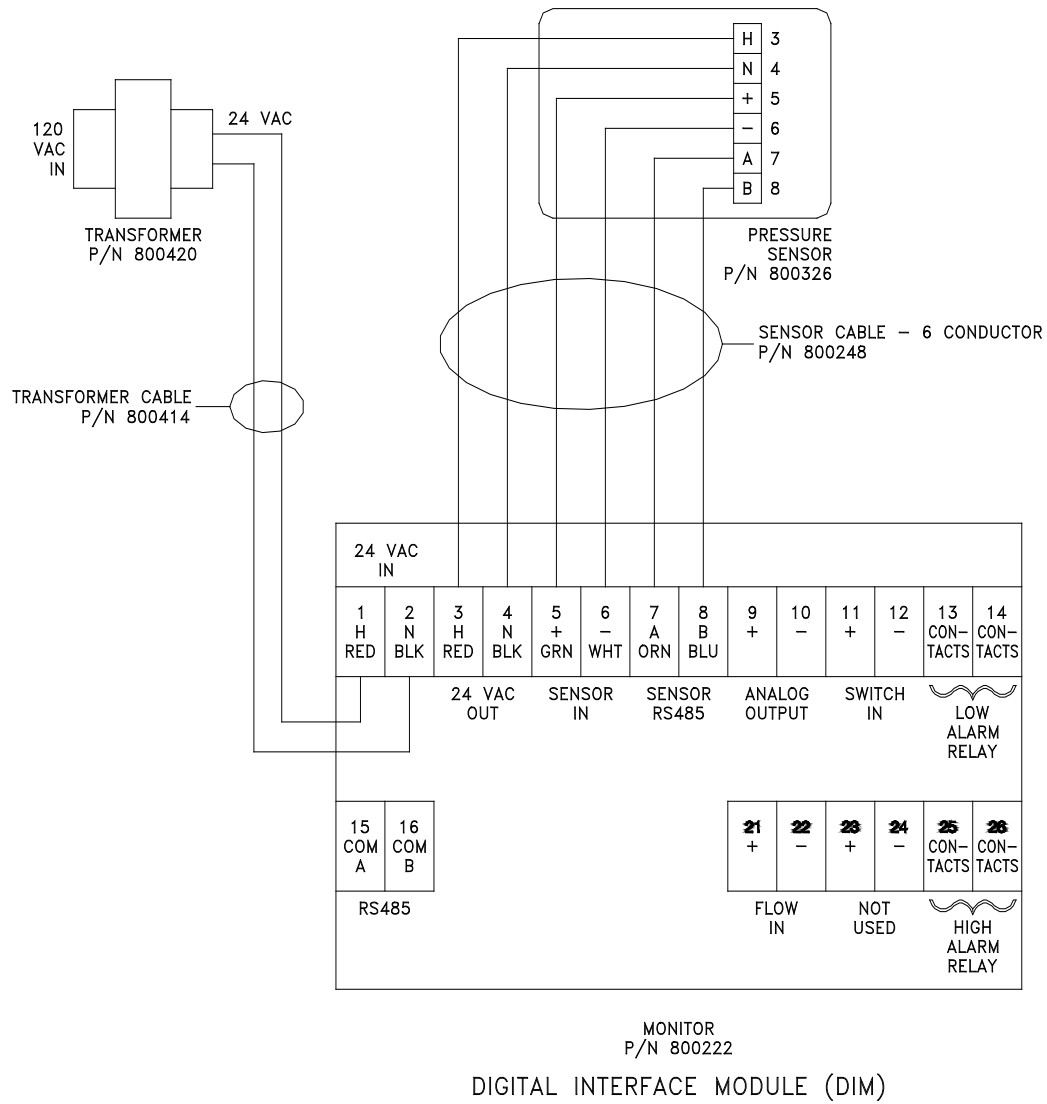 H 3
N 4
+ 5
− 6
A 7
B 8
120
VAC
IN
24 VAC
TRANSFORMER
P/N 800420
PRESSURE
SENSOR
P/N 800326
SENSOR CABLE − 6 CONDUCTOR
P/N 800248
TRANSFORMER CABLE
P/N 800414
24 VAC
IN
1
H
RED
2
N
BLK
3
H
RED
4
N
BLK
5
+
GRN
6
−
WHT
7
A
ORN
8
B
BLU
9
+
10
−
11
+
12
−
13
CON−
TACTS
14
CON−
TACTS
24 VAC
OUT
SENSOR
IN
SENSOR
RS485
ANALOG
OUTPUT
SWITCH
IN
LOW
ALARM
RELAY
15
COM
A
16
COM
B
21
+
22
−
23
+
24
−
25
CON−
TACTS
26
CON−
TACTS
RS485
FLOW
IN
NOT
USED
HIGH
ALARM
RELAY
MONITOR
P/N 800222
DIGITAL INTERFACE MODULE (DIM)